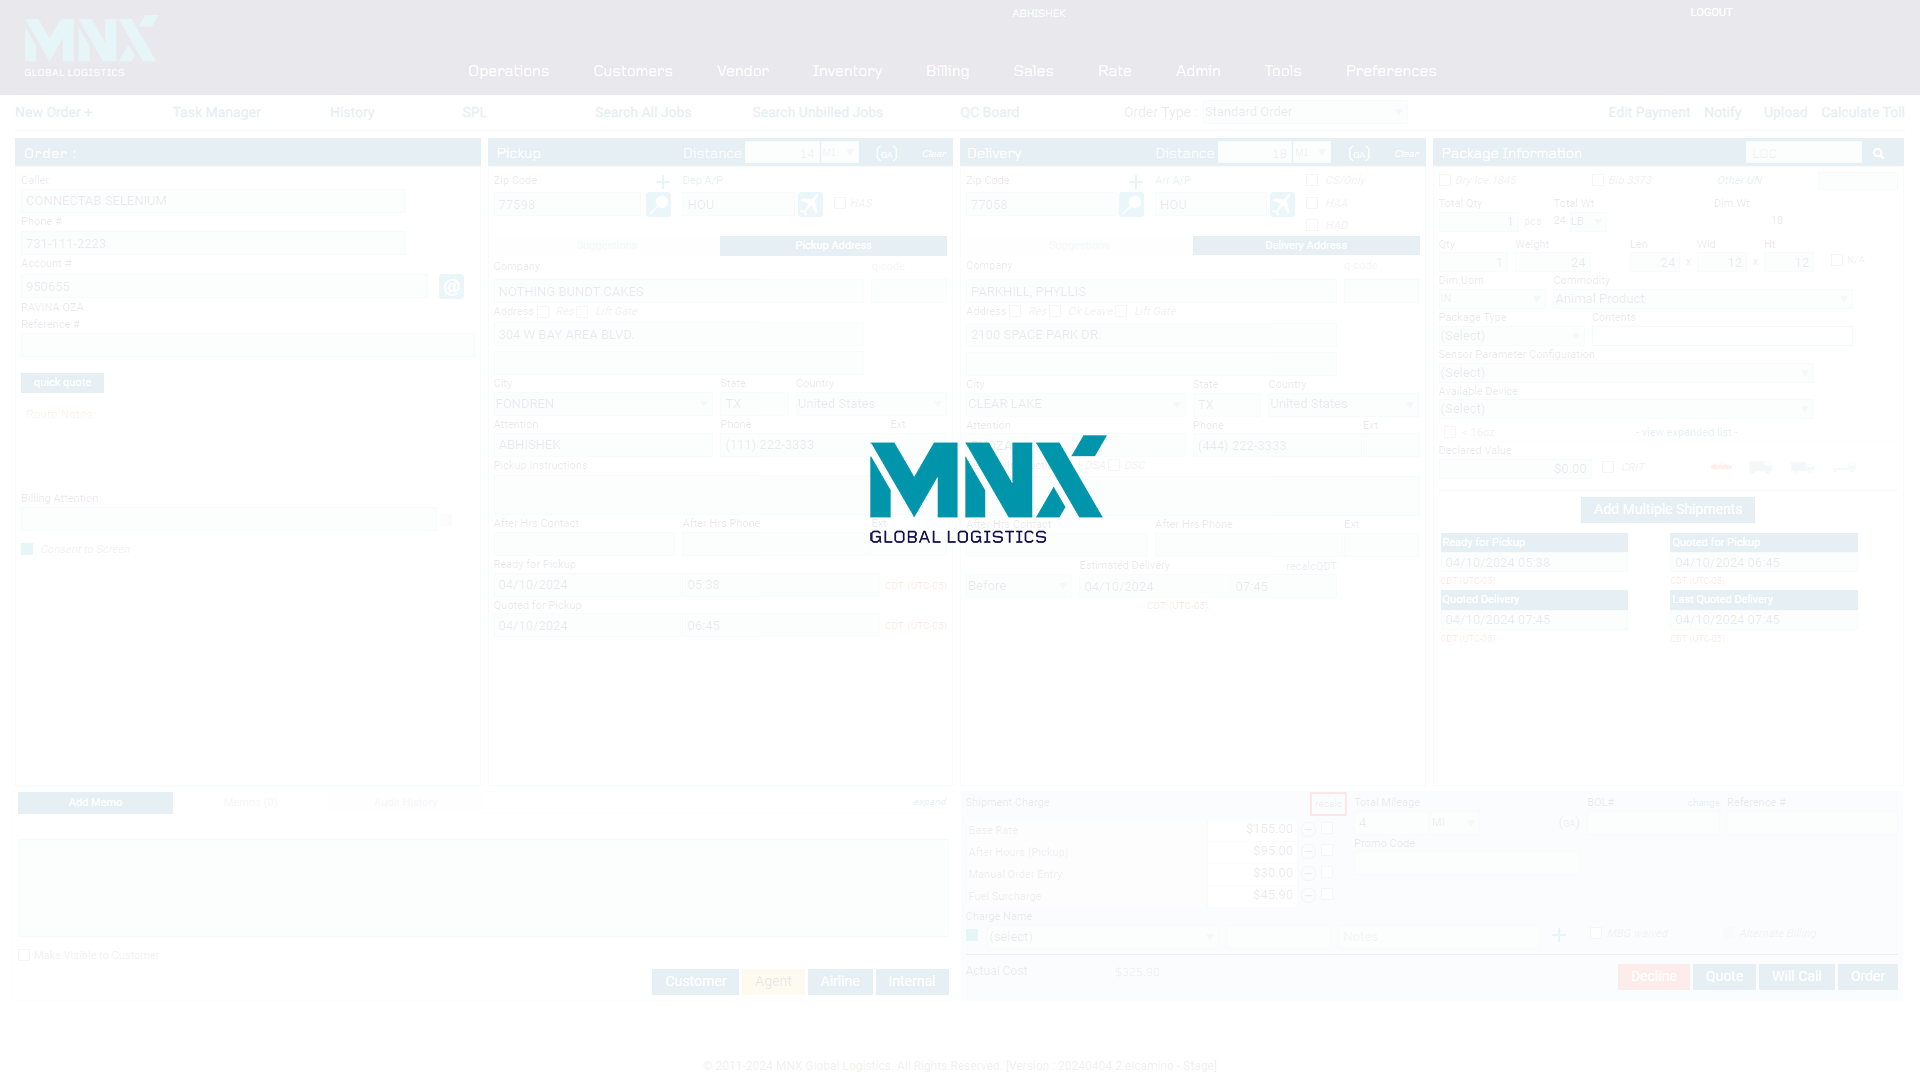 ABHISHEK
LOGOUT
MNX
GLOBAL LOGISTICS
Operations Customers Vendor Inventory Billing Sales Rate Admin Tools Preferences
New Order + Task Manager History SPL Search All Jobs Search Unbilled Jobs QC Board Order Type : Standard Order Edit Payment Notify Upload Calculate Toll
Order :
Caller
CONNECTAB SELENIUM
Phone #
731-111-2223
Account #
950655
@
RAVINA OZA
Reference #
quick quote
Route Notes:
Billing Attention
Consent to Screen
Pickup Distance 14 MI (GA) Clear
Zip Code + Dep A/P
77598 HOU HAS
Suggestions Pickup Address
Company q-code
NOTHING BUNDT CAKES
Address Res Lift Gate
304 W BAY AREA BLVD.
City State Country
FONDREN TX United States
Attention Phone Ext
ABHISHEK (111) 222-3333
Pickup Instructions
After Hrs Contact After Hrs Phone Ext
Ready for Pickup
04/10/2024 05:38 CDT (UTC-05)
Quoted for Pickup
04/10/2024 06:45 CDT (UTC-05)
Delivery Distance 19 MI (GA) Clear
Zip Code + Arr A/P CS/Only
77058 HOU HAA
HAD
Suggestions Delivery Address
Company q-code
PARKHILL, PHYLLIS
Address Res Ok Leave Lift Gate
2100 SPACE PARK DR.
City State Country
CLEAR LAKE TX United States
Attention Phone Ext
(444) 222-3333
DSA DSC
MNX
GLOBAL LOGISTICS
After Hrs Contact After Hrs Phone Ext
Estimated Delivery recalcODT
Before 04/10/2024 07:45
CDT (UTC-05)
Package Information
Dry Ice 1845 Bio 3373 Other UN
Total Qty Total Wt Dim Wt
1 pcs 24 LB 18
Qty Weight Len Wid Ht
1 24 24 x 12 x 12 N/A
Dim Uom Commodity
IN Animal Product
Package Type Contents
(Select)
Sensor Parameter Configuration
(Select)
Available Device
(Select)
< 16oz - view expanded list -
Declared Value
$0.00 CRIT
Add Multiple Shipments
Ready for Pickup Quoted for Pickup
04/10/2024 05:38 04/10/2024 06:45
CDT (UTC-05) CDT (UTC-05)
Quoted Delivery Last Quoted Delivery
04/10/2024 07:45 04/10/2024 07:45
CDT (UTC-05) CDT (UTC-05)
Add Memo Memos (0) Audit History expand
Make Visible to Customer
Customer Agent Airline Internal
Shipment Charge recalc Total Mileage BOL# charge Reference #
Base Rate $155.00 4 MI (GA)
After Hours (Pickup) $95.00 Promo Code
Manual Order Entry $30.00
Fuel Surcharge $45.90
Charge Name
(select) Notes + MBG waived Alternate Billing
Actual Cost $325.90 Decline Quote Will Call Order
© 2011-2024 MNX Global Logistics. All Rights Reserved. [Version : 20240404.2 elcamino - Stage]